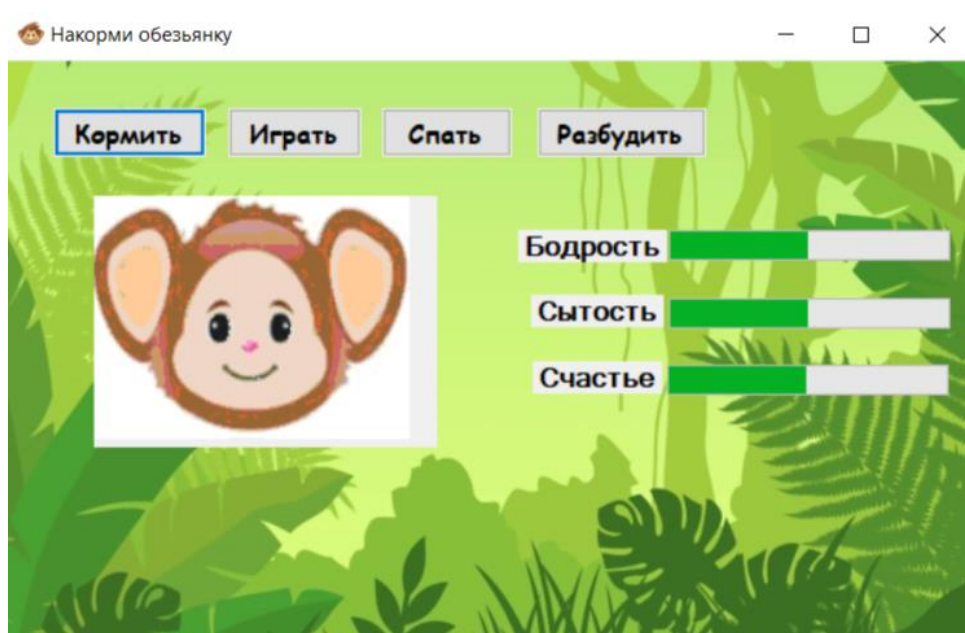 Накорми обезьянку
Кормить Играть Спать Разбудить
Бодрость
Сытость
Счастье